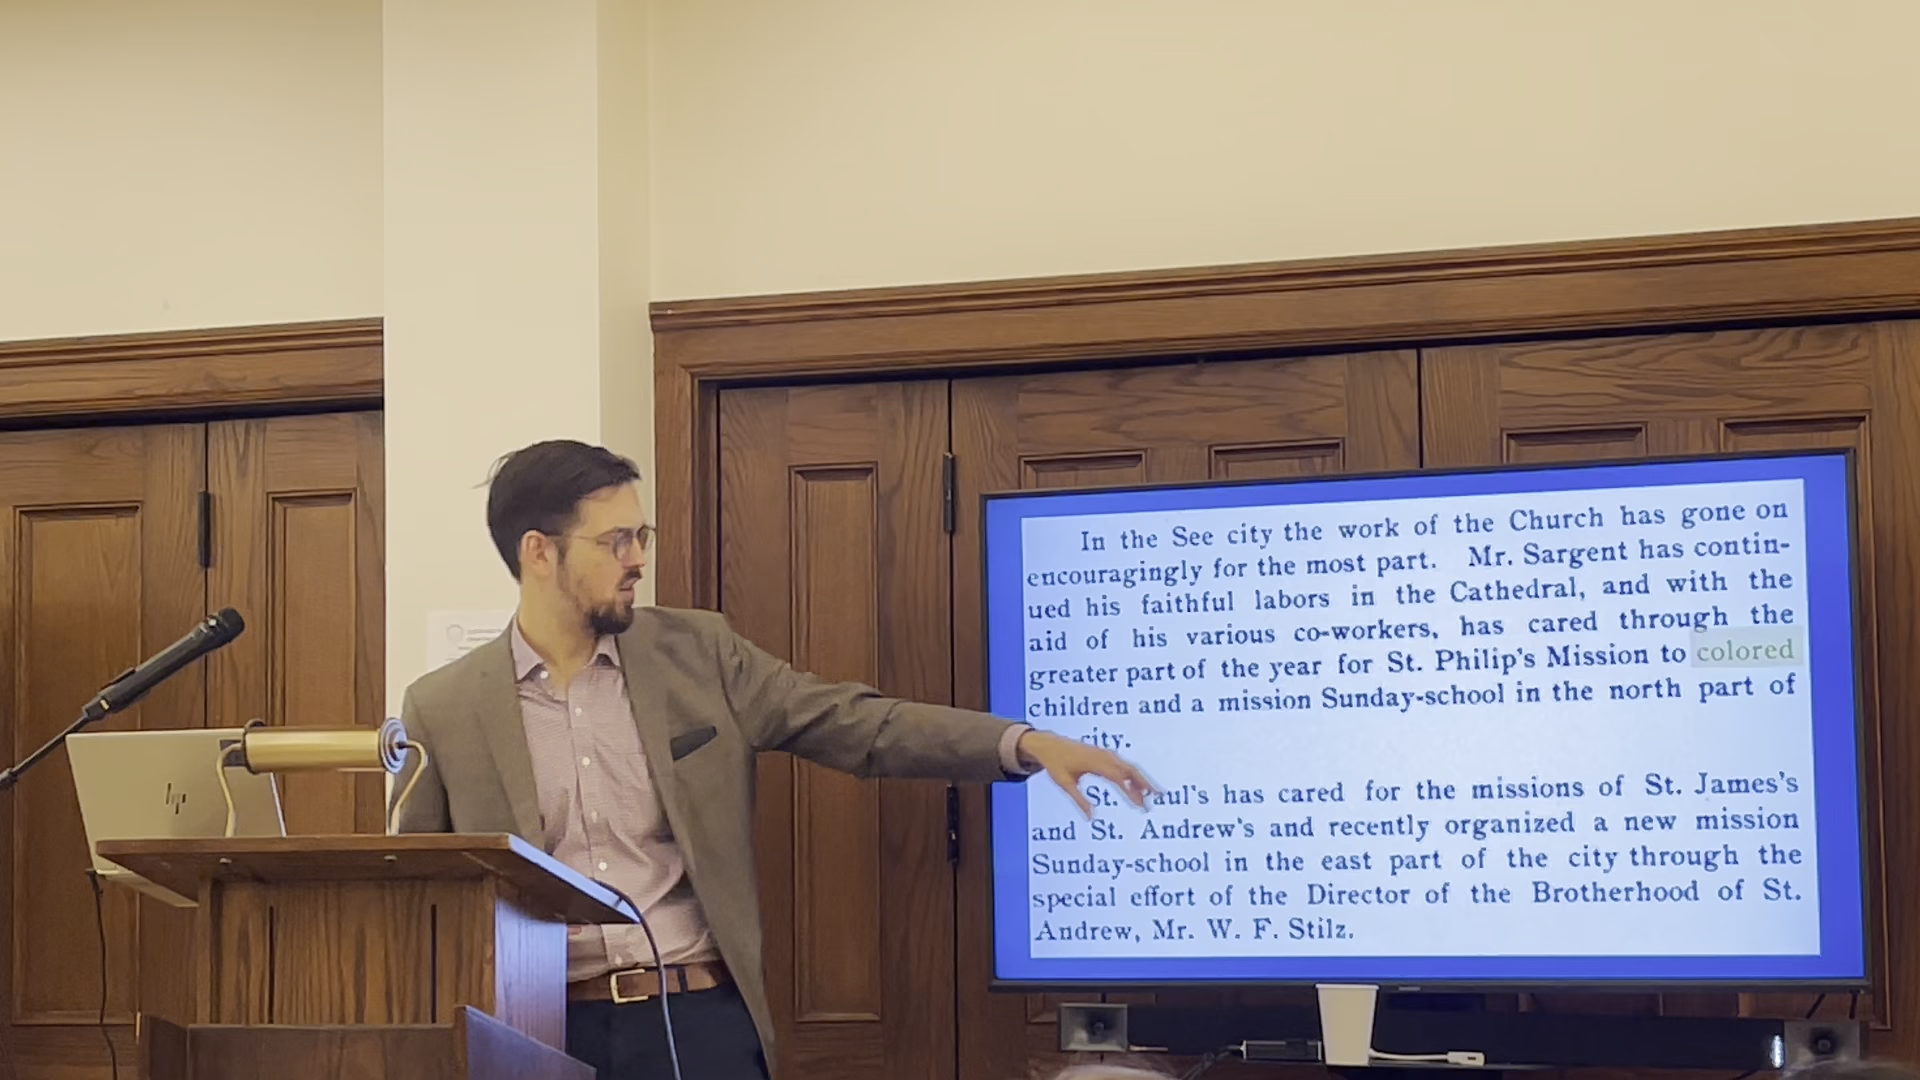 In the See city the work of the Church has gone on
encouragingly for the most part. Mr. Sargent has contin-
ued his faithful labors in the Cathedral, and with the
aid of his various co-workers, has cared through the
greater part of the year for St. Philip's Mission to colored
children and a mission Sunday-school in the north part of
city.
St. Paul's has cared for the missions of St. James's
and St. Andrew's and recently organized a new mission
Sunday-school in the east part of the city through the
special effort of the Director of the Brotherhood of St.
Andrew, Mr. W. F. Stilz.
hp